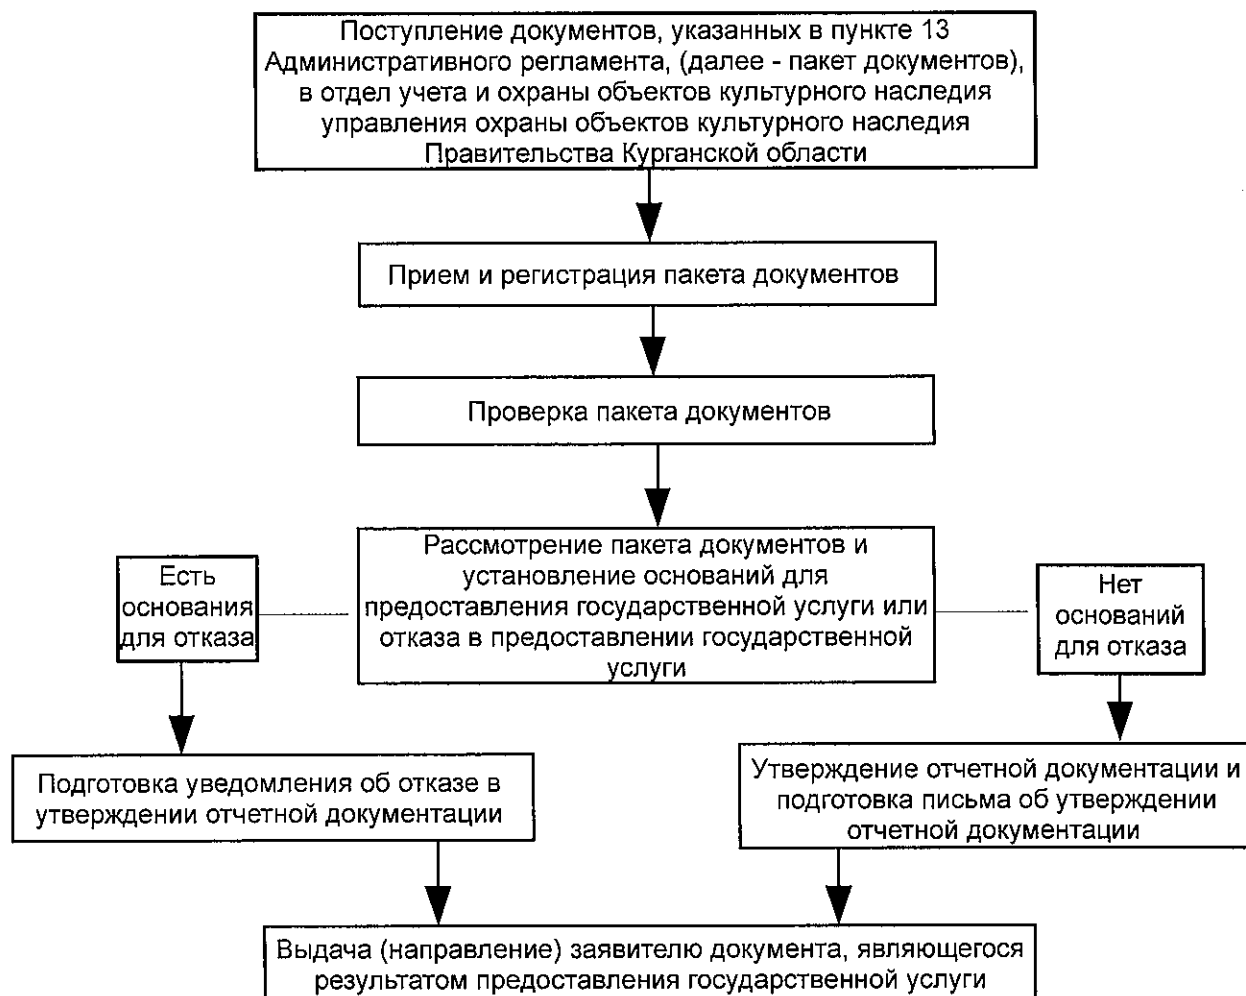 Поступление документов, указанных в пункте 13
Административного регламента, (далее - пакет документов),
в отдел учета и охраны объектов культурного наследия
управления охраны объектов культурного наследия
Правительства Курганской области
Прием и регистрация пакета документов
Проверка пакета документов
Рассмотрение пакета документов и
установление оснований для
предоставления государственной услуги или
отказа в предоставлении государственной
услуги
Есть
основания
для отказа
Нет
оснований
для отказа
Подготовка уведомления об отказе в
утверждении отчетной документации
Утверждение отчетной документации и
подготовка письма об утверждении
отчетной документации
Выдача (направление) заявителю документа, являющегося
результатом предоставления государственной услуги